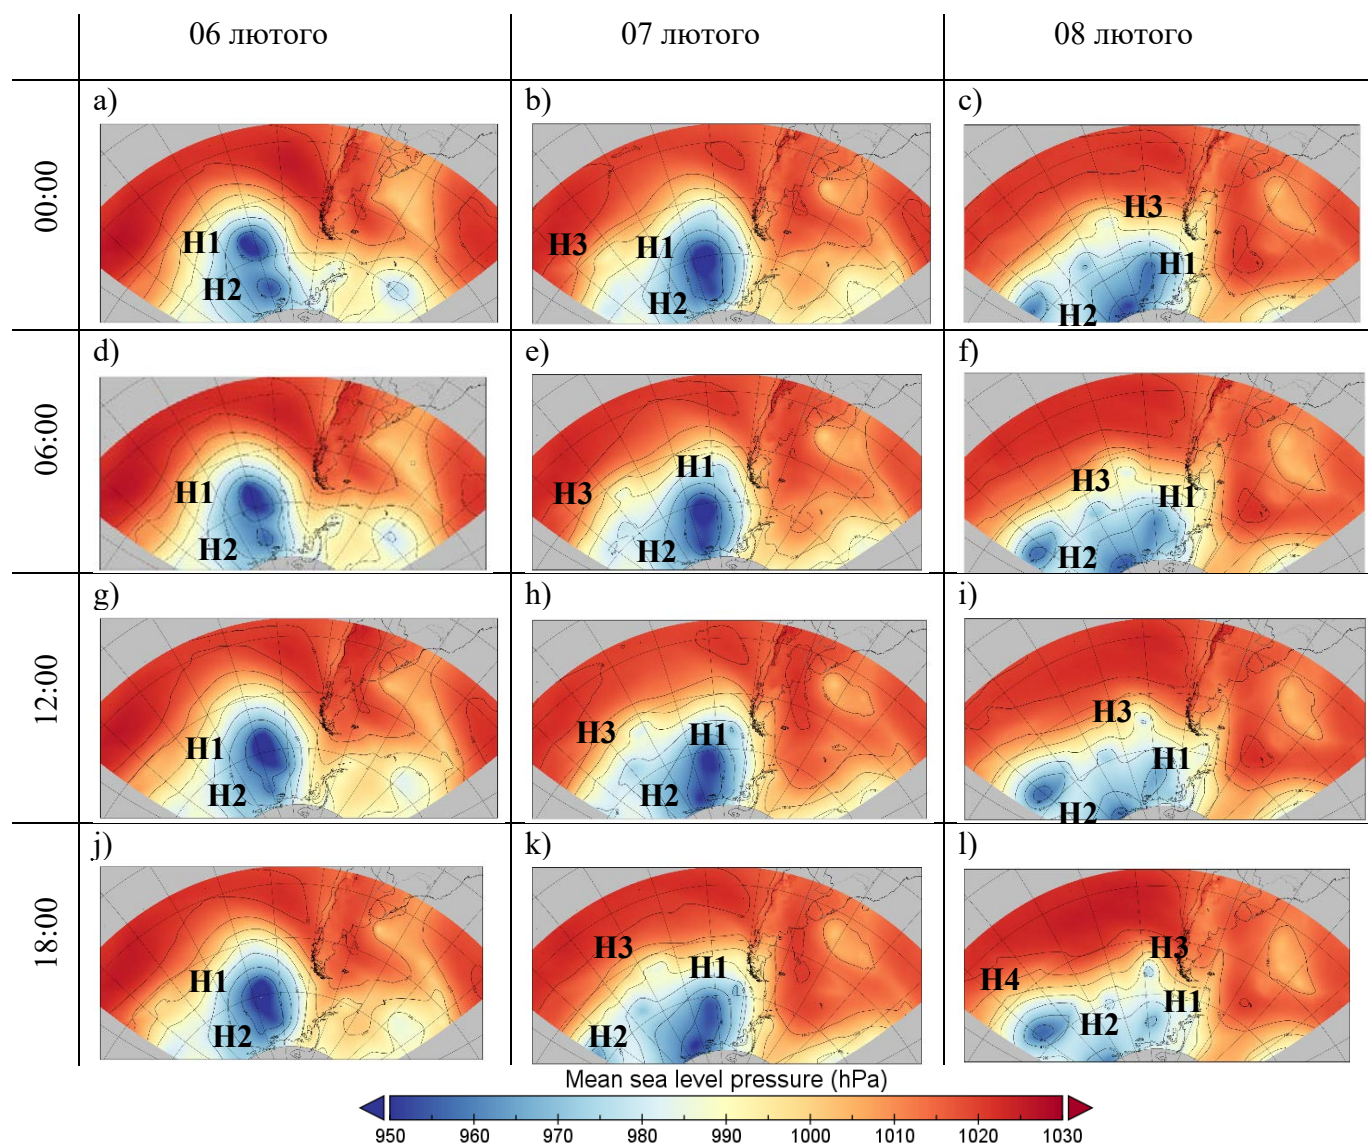 06 лютого 07 лютого 08 лютого
00:00
a) b) c)
H1 H2
H3 H1 H2
H3 H1 H2
06:00
d) e) f)
H1 H2
H1 H3 H2
H3 H1 H2
12:00
g) h) i)
H1 H2
H3 H1 H2
H3 H1 H2
18:00
j) k) l)
H1 H2
H3 H1 H2
H3 H4 H1 H2
Mean sea level pressure (hPa)
950 960 970 980 990 1000 1010 1020 1030